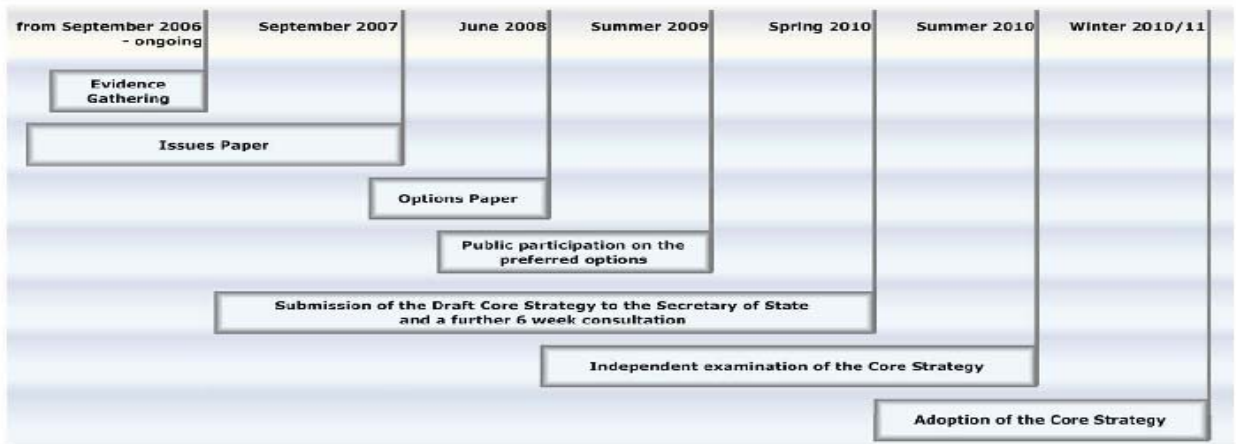 from September 2006
- ongoing
September 2007
June 2008
Summer 2009
Spring 2010
Summer 2010
Winter 2010/11
Evidence
Gathering
Issues Paper
Options Paper
Public participation on the
preferred options
Submission of the Draft Core Strategy to the Secretary of State
and a further 6 week consultation
Independent examination of the Core Strategy
Adoption of the Core Strategy